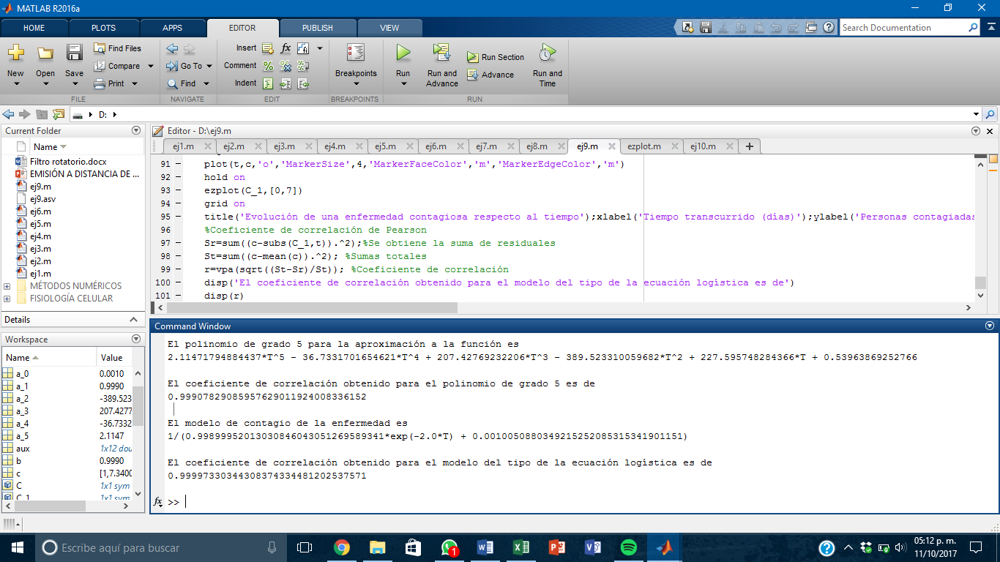 MATLAB R2016a
HOME PLOTS APPS EDITOR PUBLISH VIEW Search Documentation
New Open Save Find Files Compare Print
Insert fx
Go To Comment
Find Indent
Breakpoints Run Run and Advance Run Section Advance Run and Time
FILE NAVIGATE EDIT BREAKPOINTS RUN
D:
Current Folder
Name
Filtro rotatorio.docx
EMISIÓN A DISTANCIA DE ...
ej9.m
ej9.asv
ej6.m
ej5.m
ej4.m
ej3.m
ej2.m
ej1.m
MÉTODOS NUMÉRICOS
FISIOLOGÍA CELULAR
Details
Workspace
Name Value
a_0 0.0010
a_1 0.9990
a_2 -389.523
a_3 207.4277
a_4 -36.7332
a_5 2.1147
aux 1x12 dou
b 0.9990
c [1,7.3400
C 1x1 sym
C_1 1x1 sym
Editor - D:\ej9.m
ej1.m ej2.m ej3.m ej4.m ej5.m ej6.m ej7.m ej8.m ej9.m ezplot.m ej10.m
91 – plot(t,c,'o','MarkerSize',4,'MarkerFaceColor','m','MarkerEdgeColor','m')
92 – hold on
93 – ezplot(C_1,[0,7])
94 – grid on
95 – title('Evolución de una enfermedad contagiosa respecto al tiempo');xlabel('Tiempo transcurrido (días)');ylabel('Personas contagiadas
96 %Coeficiente de correlación de Pearson
97 – Sr=sum((c-subs(C_1,t)).^2);%Se obtiene la suma de residuales
98 – St=sum((c-mean(c)).^2); %Sumas totales
99 – r=vpa(sqrt((St-Sr)/St)); %Coeficiente de correlación
100 – disp('El coeficiente de correlación obtenido para el modelo del tipo de la ecuación logística es de')
101 – disp(r)
Command Window
El polinomio de grado 5 para la aproximación a la función es
2.11471794884437*T^5 - 36.7331701654621*T^4 + 207.42769232206*T^3 - 389.523310059682*T^2 + 227.595748284366*T + 0.53963869252766
El coeficiente de correlación obtenido para el polinomio de grado 5 es de
0.99907829085957629011924008336152
El modelo de contagio de la enfermedad es
1/(0.99899952013030846043051269589341*exp(-2.0*T) + 0.0010050880349215252085315341901151)
El coeficiente de correlación obtenido para el modelo del tipo de la ecuación logística es de
0.99997330344308374334481202537571
fx >>
Escribe aquí para buscar
1
05:12 p. m.
11/10/2017